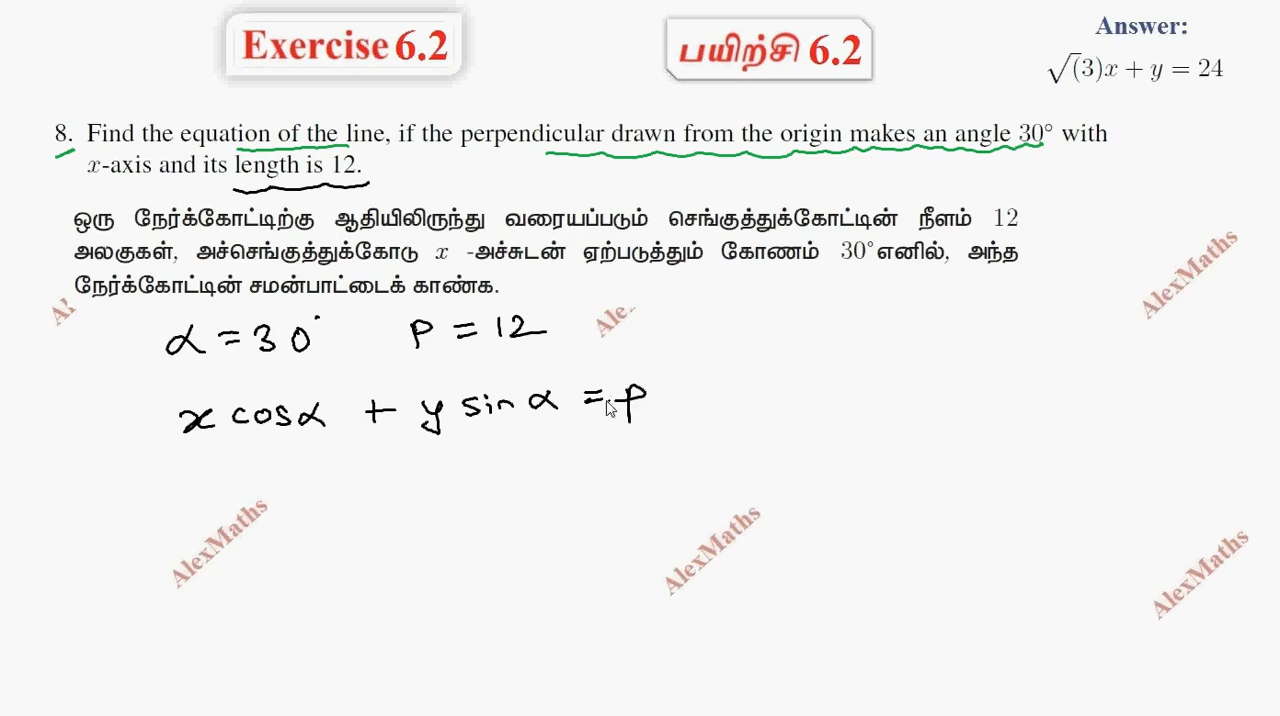 Exercise 6.2
பயிற்சி 6.2
Answer:
√(3)x + y = 24
8. Find the equation of the line, if the perpendicular drawn from the origin makes an angle 30° with
x-axis and its length is 12.
ஒரு நேர்க்கோட்டிற்கு ஆதியிலிருந்து வரையப்படும் செங்குத்துக்கோட்டின் நீளம் 12
அலகுகள், அச்செங்குத்துக்கோடு x -அச்சுடன் ஏற்படுத்தும் கோணம் 30° எனில், அந்த
நேர்க்கோட்டின் சமன்பாட்டைக் காண்க.
α = 30° p = 12
x cosα + y sinα = p
AlexMaths
AlexMaths
AlexMaths
AlexMaths